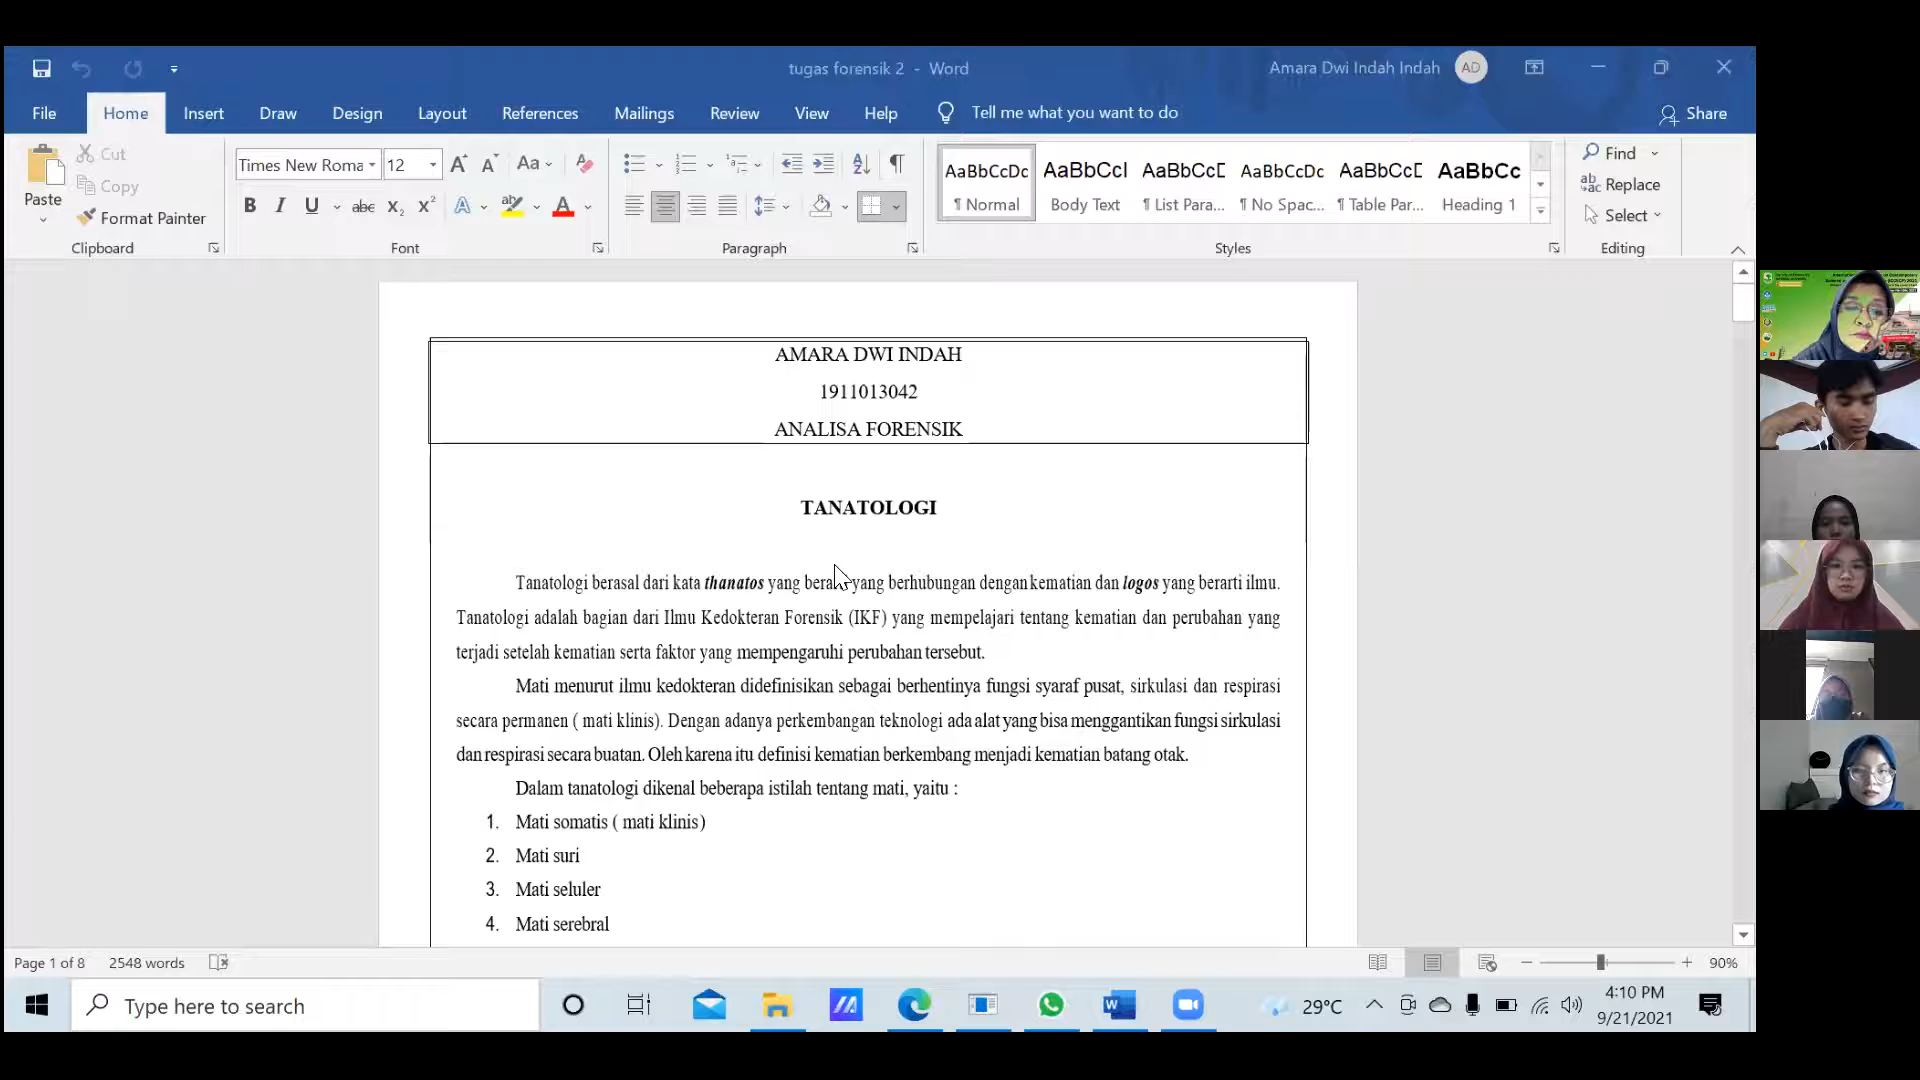 tugas forensik 2 - Word
Amara Dwi Indah Indah AD
File Home Insert Draw Design Layout References Mailings Review View Help Tell me what you want to do Share
Paste
Cut
Copy
Format Painter
Clipboard
Times New Roma 12
Font
Paragraph
AaBbCcDc AaBbCcI AaBbCcD AaBbCcDc AaBbCcD AaBbCc
¶ Normal Body Text ¶ List Para... ¶ No Spac... ¶ Table Par... Heading 1
Styles
Find
Replace
Select
Editing
AMARA DWI INDAH
1911013042
ANALISA FORENSIK
TANATOLOGI
Tanatologi berasal dari kata thanatos yang yang berhubungan dengan kematian dan logos yang berarti ilmu.
Tanatologi adalah bagian dari Ilmu Kedokteran Forensik (IKF) yang mempelajari tentang kematian dan perubahan yang
terjadi setelah kematian serta faktor yang mempengaruhi perubahan tersebut.
Mati menurut ilmu kedokteran didefinisikan sebagai berhentinya fungsi syaraf pusat, sirkulasi dan respirasi
secara permanen ( mati klinis). Dengan adanya perkembangan teknologi ada alat yang bisa menggantikan fungsi sirkulasi
dan respirasi secara buatan. Oleh karena itu definisi kematian berkembang menjadi kematian batang otak.
Dalam tanatologi dikenal beberapa istilah tentang mati, yaitu :
1. Mati somatis ( mati klinis)
2. Mati suri
3. Mati seluler
4. Mati serebral
Page 1 of 8 2548 words 90%
Type here to search
29°C
4:10 PM
9/21/2021